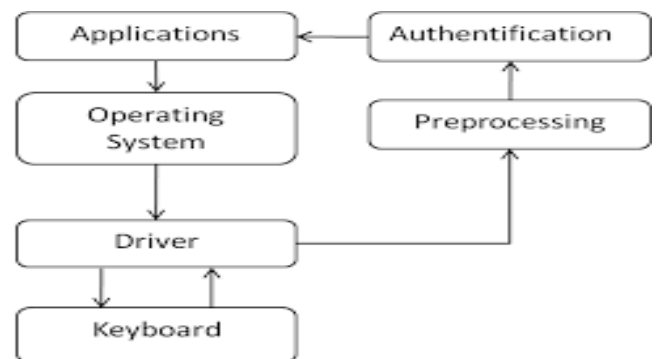 Applications
Authentification
Operating
System
Preprocessing
Driver
Keyboard